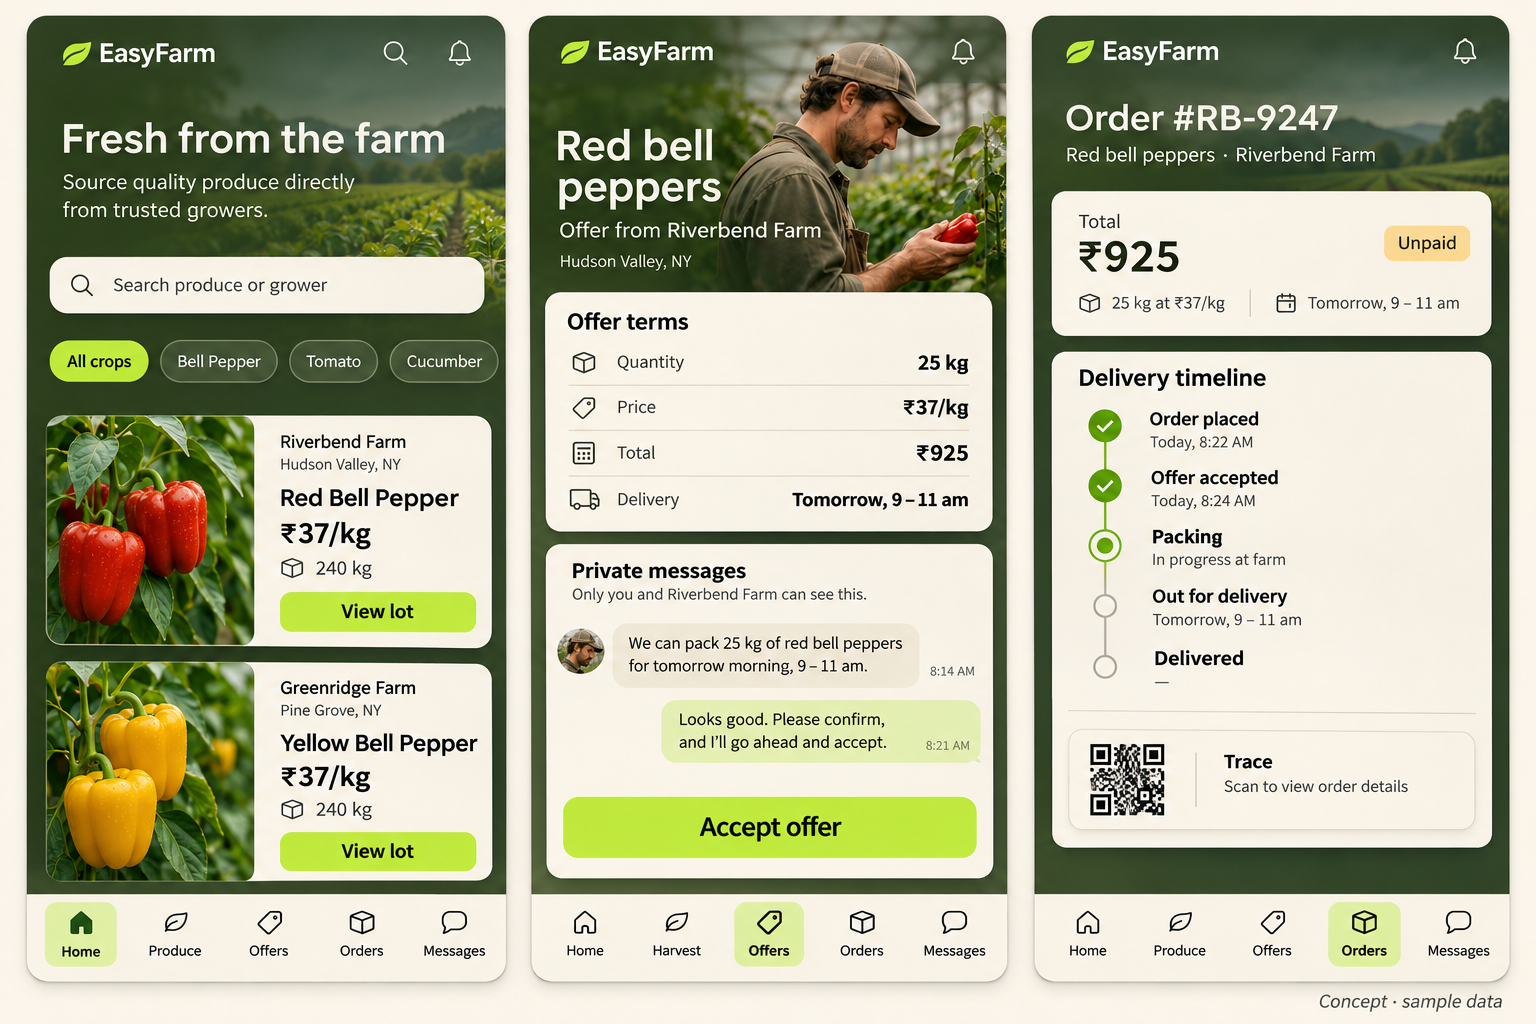 EasyFarm
Fresh from the farm
Source quality produce directly
from trusted growers.
Search produce or grower
All crops
Bell Pepper
Tomato
Cucumber
Riverbend Farm
Hudson Valley, NY
Red Bell Pepper
₹37/kg
240 kg
View lot
Greenridge Farm
Pine Grove, NY
Yellow Bell Pepper
₹37/kg
240 kg
View lot
Home
Produce
Offers
Orders
Messages
EasyFarm
Red bell
peppers
Offer from Riverbend Farm
Hudson Valley, NY
Offer terms
Quantity 25 kg
Price ₹37/kg
Total ₹925
Delivery Tomorrow, 9 – 11 am
Private messages
Only you and Riverbend Farm can see this.
We can pack 25 kg of red bell peppers
for tomorrow morning, 9 – 11 am.
8:14 AM
Looks good. Please confirm,
and I'll go ahead and accept.
8:21 AM
Accept offer
Home
Harvest
Offers
Orders
Messages
EasyFarm
Order #RB-9247
Red bell peppers · Riverbend Farm
Total
₹925
Unpaid
25 kg at ₹37/kg
Tomorrow, 9 – 11 am
Delivery timeline
Order placed
Today, 8:22 AM
Offer accepted
Today, 8:24 AM
Packing
In progress at farm
Out for delivery
Tomorrow, 9 – 11 am
Delivered
—
Trace
Scan to view order details
Home
Produce
Offers
Orders
Messages
Concept · sample data